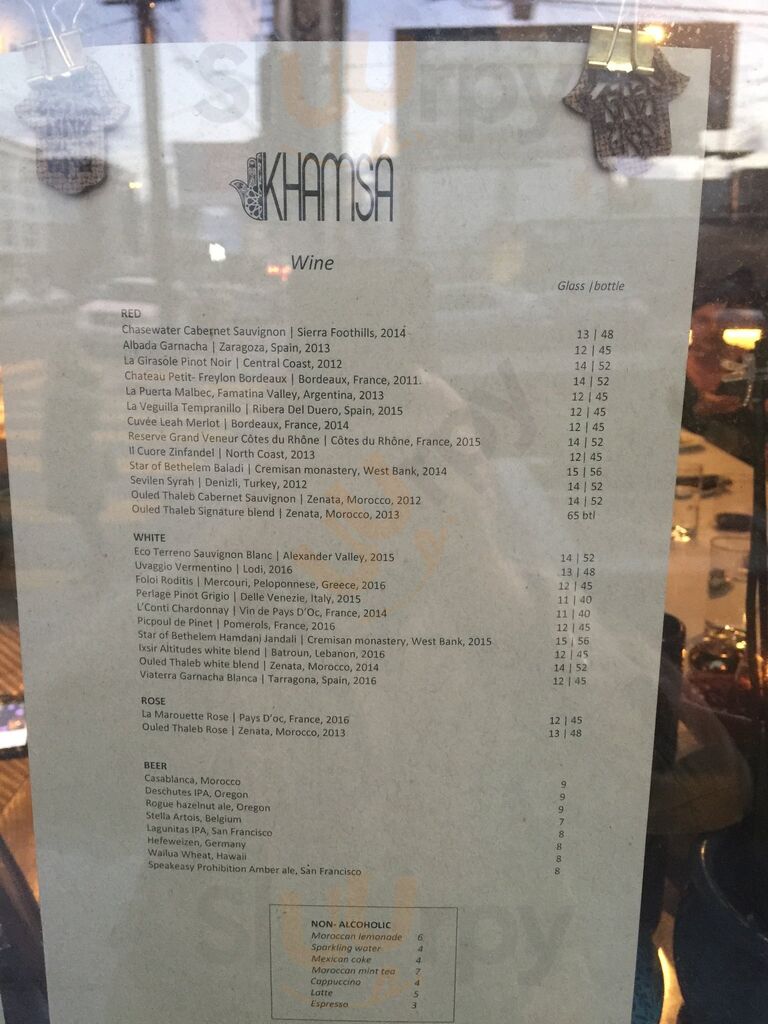 KHAMSA
Wine
Glass /bottle
RED
Chasewater Cabernet Sauvignon | Sierra Foothills, 2014 13 | 48
Albada Garnacha | Zaragoza, Spain, 2013 12 | 45
La Girasole Pinot Noir | Central Coast, 2012 14 | 52
Chateau Petit- Freylon Bordeaux | Bordeaux, France, 2011. 14 | 52
La Puerta Malbec, Famatina Valley, Argentina, 2013 12 | 45
La Veguilla Tempranillo | Ribera Del Duero, Spain, 2015 12 | 45
Cuvée Leah Merlot | Bordeaux, France, 2014 12 | 45
Reserve Grand Veneur Côtes du Rhône | Côtes du Rhône, France, 2015 14 | 52
Il Cuore Zinfandel | North Coast, 2013 12| 45
Star of Bethelem Baladi | Cremisan monastery, West Bank, 2014 15 | 56
Sevilen Syrah | Denizli, Turkey, 2012 14 | 52
Ouled Thaleb Cabernet Sauvignon | Zenata, Morocco, 2012 14 | 52
Ouled Thaleb Signature blend | Zenata, Morocco, 2013 65 btl
WHITE
Eco Terreno Sauvignon Blanc | Alexander Valley, 2015 14 | 52
Uvaggio Vermentino | Lodi, 2016 13 | 48
Foloi Roditis | Mercouri, Peloponnese, Greece, 2016 12 | 45
Perlage Pinot Grigio | Delle Venezie, Italy, 2015 11 | 40
L'Conti Chardonnay | Vin de Pays D'Oc, France, 2014 11 | 40
Picpoul de Pinet | Pomerols, France, 2016 12 | 45
Star of Bethelem Hamdani Jandali | Cremisan monastery, West Bank, 2015 15 | 56
Ixsir Altitudes white blend | Batroun, Lebanon, 2016 12 | 45
Ouled Thaleb white blend | Zenata, Morocco, 2014 14 | 52
Viaterra Garnacha Blanca | Tarragona, Spain, 2016 12 | 45
ROSE
La Marouette Rose | Pays D'oc, France, 2016 12 | 45
Ouled Thaleb Rose | Zenata, Morocco, 2013 13 | 48
BEER
Casablanca, Morocco 9
Deschutes IPA, Oregon 9
Rogue hazelnut ale, Oregon 9
Stella Artois, Belgium 7
Lagunitas IPA, San Francisco 8
Hefeweizen, Germany 8
Wailua Wheat, Hawaii 8
Speakeasy Prohibition Amber ale, San Francisco 8
NON- ALCOHOLIC
Moroccan lemonade 6
Sparkling water 4
Mexican coke 4
Moroccan mint tea 7
Cappuccino 4
Latte 5
Espresso 3